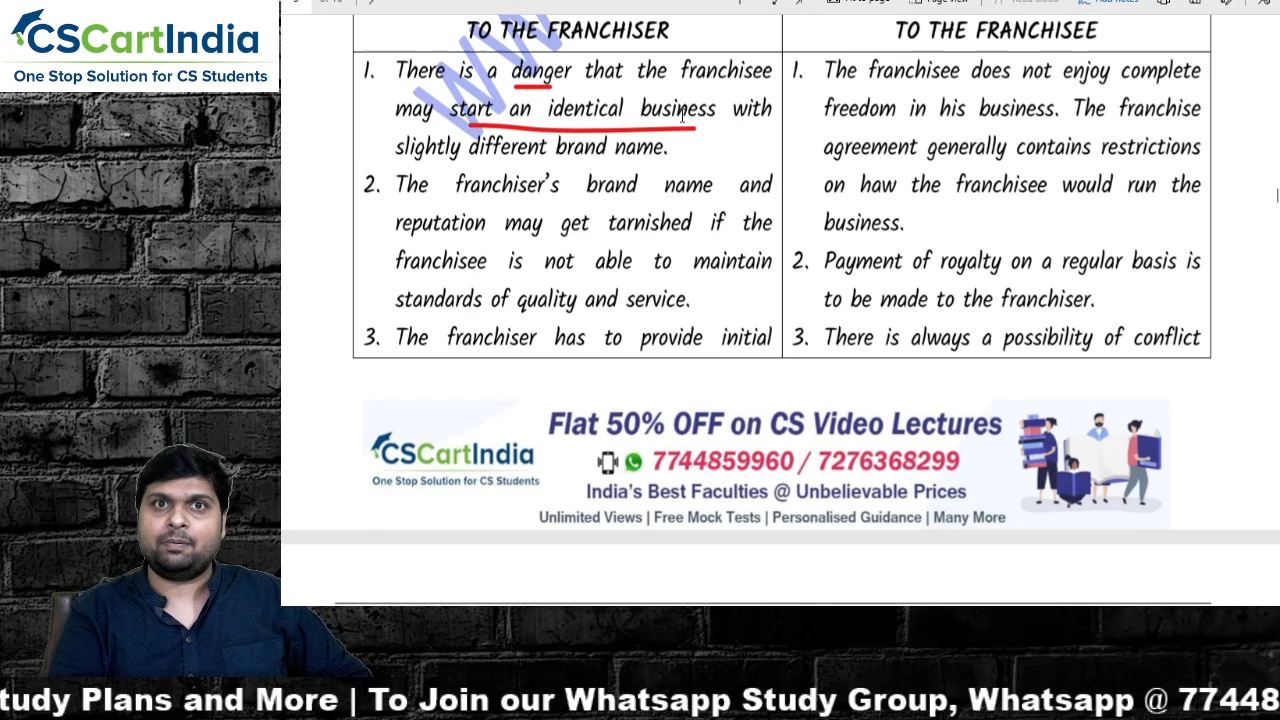 CSCartIndia
One Stop Solution for CS Students
TO THE FRANCHISER
TO THE FRANCHISEE
1. There is a danger that the franchisee
may start an identical business with
slightly different brand name.
2. The franchiser's brand name and
reputation may get tarnished if the
franchisee is not able to maintain
standards of quality and service.
3. The franchiser has to provide initial
1. The franchisee does not enjoy complete
freedom in his business. The franchise
agreement generally contains restrictions
on haw the franchisee would run the
business.
2. Payment of royalty on a regular basis is
to be made to the franchiser.
3. There is always a possibility of conflict
CSCartIndia
One Stop Solution for CS Students
Flat 50% OFF on CS Video Lectures
7744859960 / 7276368299
India's Best Faculties @ Unbelievable Prices
Unlimited Views | Free Mock Tests | Personalised Guidance | Many More
tudy Plans and More | To Join our Whatsapp Study Group, Whatsapp @ 77448